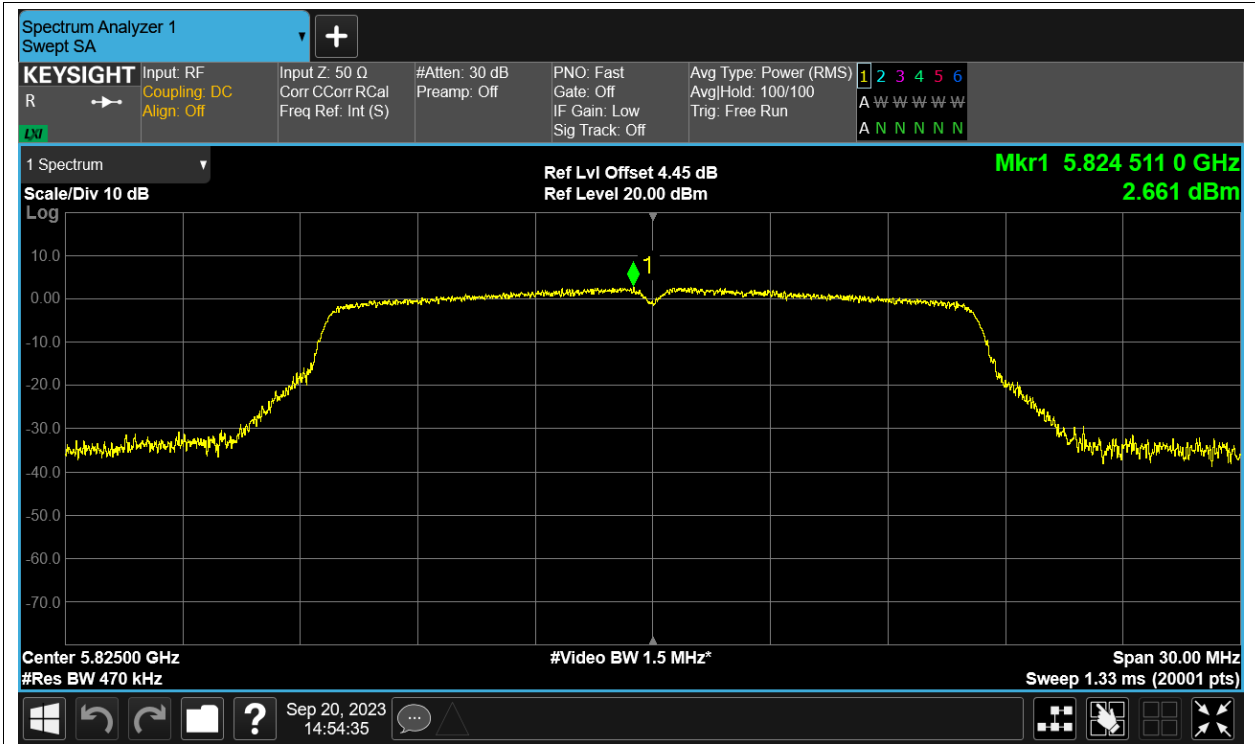 Spectrum Analyzer 1
Swept SA
+
KEYSIGHT Input: RF Input Z: 50 Ω #Atten: 30 dB PNO: Fast Avg Type: Power (RMS) 1 2 3 4 5 6
R Coupling: DC Corr CCorr RCal Preamp: Off Gate: Off Avg|Hold: 100/100 A W W W W W
Align: Off Freq Ref: Int (S) IF Gain: Low Trig: Free Run
LXI Sig Track: Off A N N N N N
1 Spectrum
Ref Lvl Offset 4.45 dB
Mkr1 5.824 511 0 GHz
Scale/Div 10 dB
Ref Level 20.00 dBm
2.661 dBm
Log
10.0
1
0.00
-10.0
-20.0
-30.0
-40.0
-50.0
-60.0
-70.0
Center 5.82500 GHz #Video BW 1.5 MHz* Span 30.00 MHz
#Res BW 470 kHz Sweep 1.33 ms (20001 pts)
? Sep 20, 2023
14:54:35